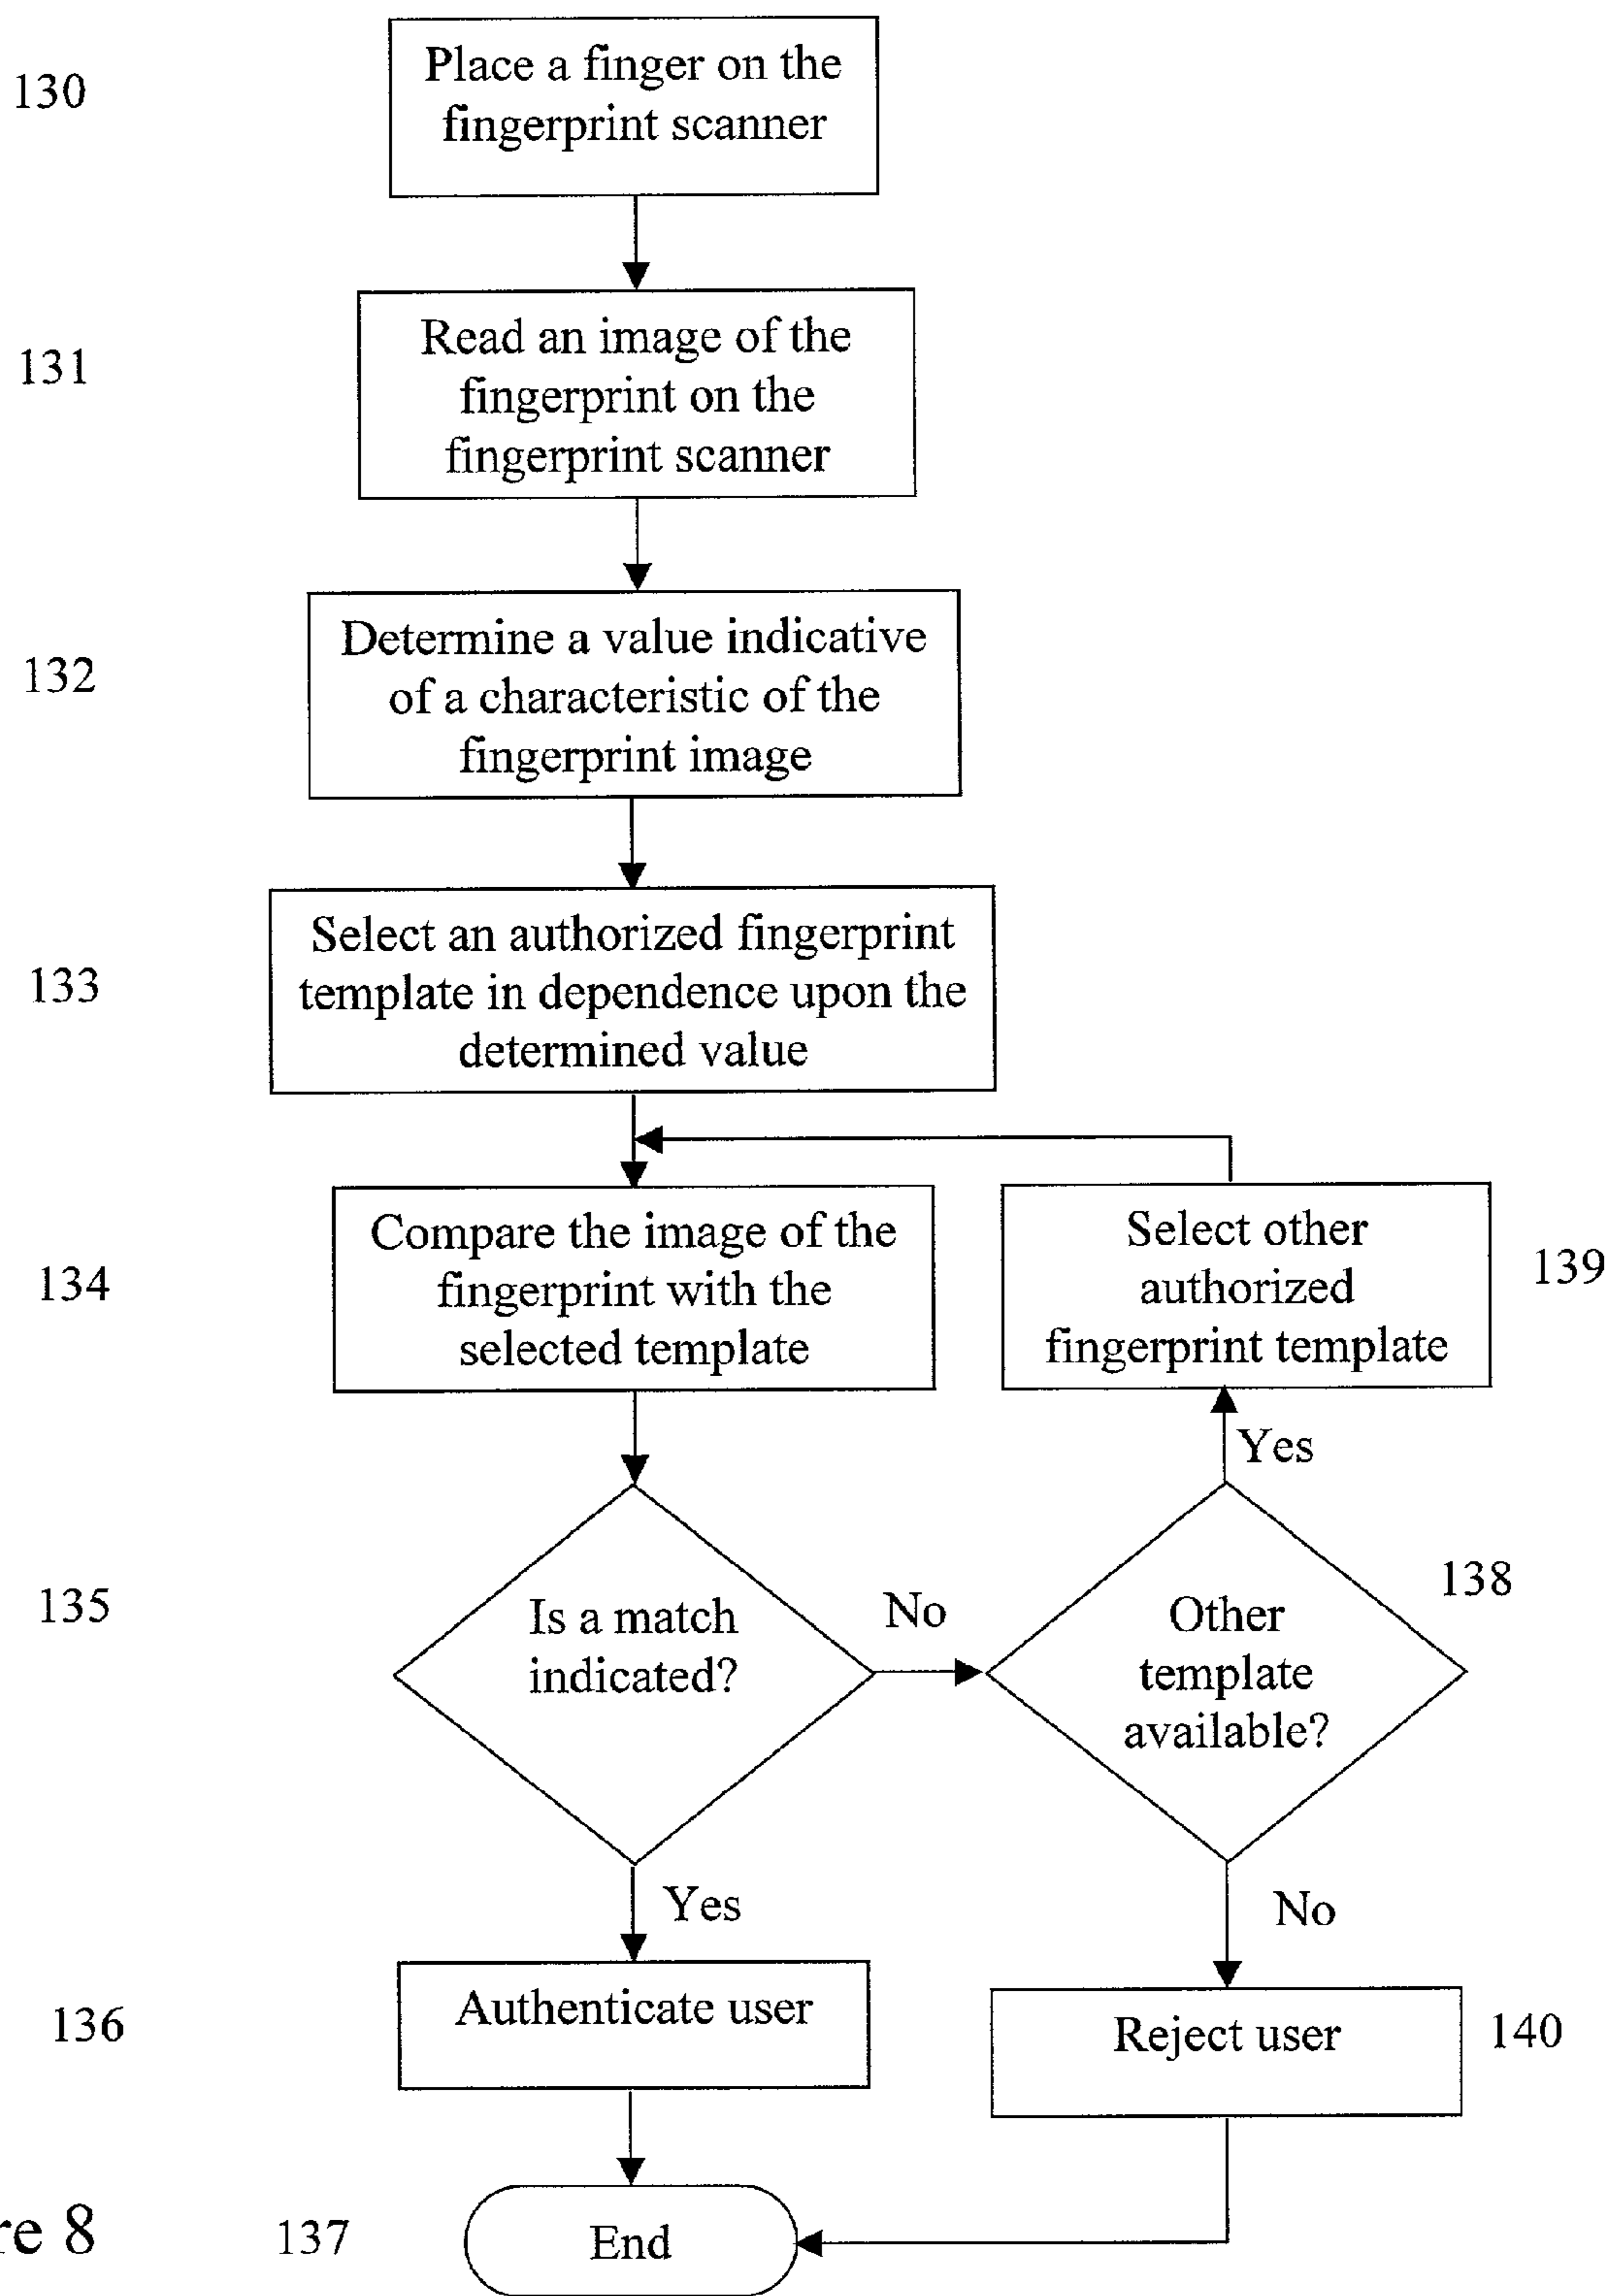 130
Place a finger on the
fingerprint scanner
131
Read an image of the
fingerprint on the
fingerprint scanner
132
Determine a value indicative
of a characteristic of the
fingerprint image
133
Select an authorized fingerprint
template in dependence upon the
determined value
134
Compare the image of the
fingerprint with the
selected template
Select other
authorized
fingerprint template
139
Yes
135
Is a match
indicated?
No
138
Other
template
available?
Yes
No
136
Authenticate user
Reject user
140
re 8
137
End